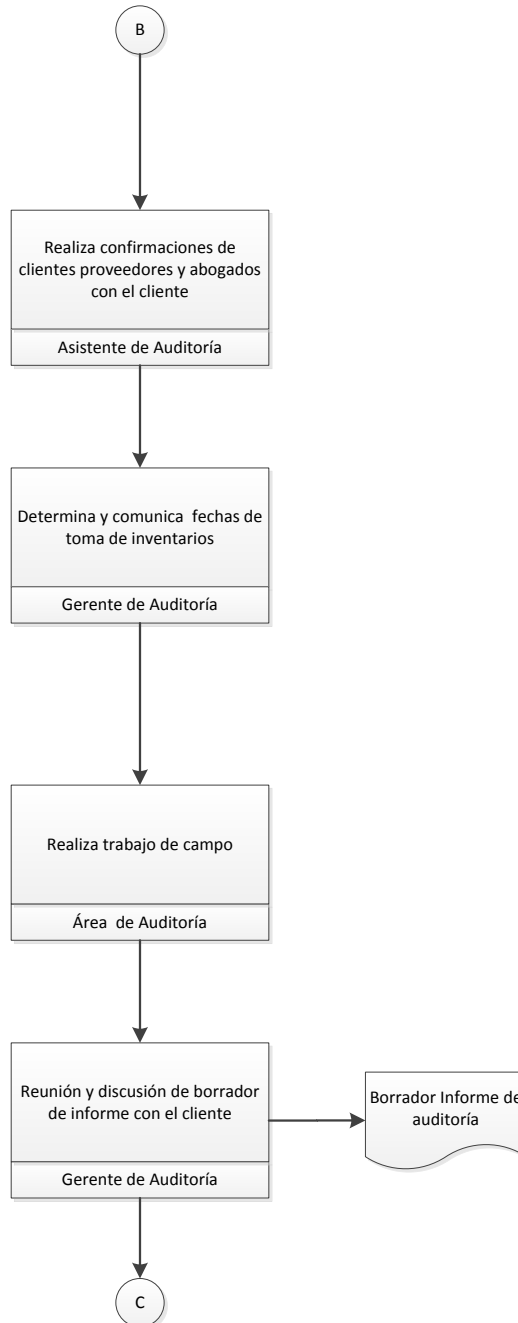 B
Realiza confirmaciones de
clientes proveedores y abogados
con el cliente
Asistente de Auditoría
Determina y comunica  fechas de
toma de inventarios
Gerente de Auditoría
Realiza trabajo de campo
Área  de Auditoría
Reunión y discusión de borrador
de informe con el cliente
Gerente de Auditoría
Borrador Informe de
auditoría
C